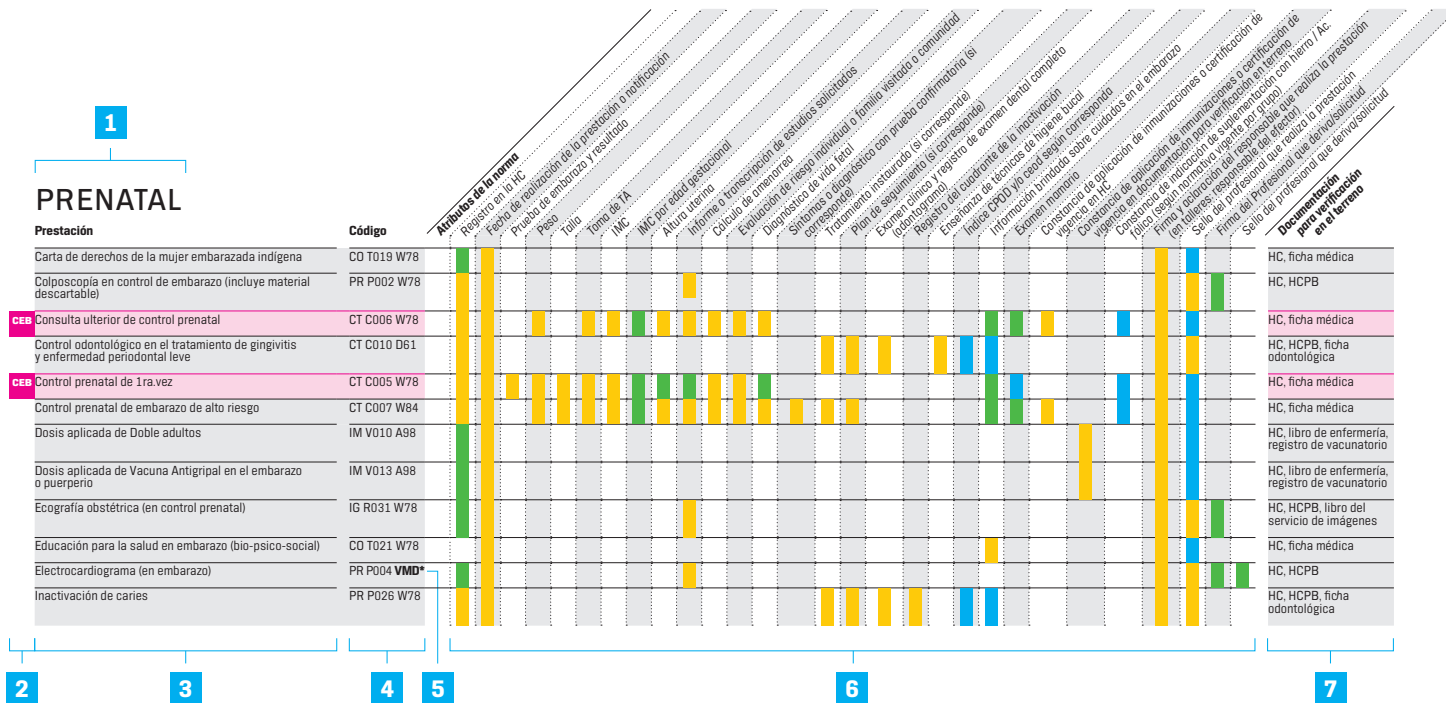 1
PRENATAL
Prestación
Código
Atributos de la norma
Registro en la HC
Fecha de realización de la prestación o notificación
Prueba de embarazo y resultado
Peso
Talla
Toma de TA
IMC
IMC por edad gestacional
Altura uterina
Informe o transcripción de estudios solicitados
Cálculo de amenorrea
Evaluación de riesgo individual o familia visitada o comunidad
Diagnóstico de vida fetal
Síntomas o diagnóstico con prueba confirmatoria (si
corresponde)
Tratamiento instaurado (si corresponde)
Plan de seguimiento (si corresponde)
Examen clínico y registro de examen dental completo
(odontograma)
Registro del cuadrante de la inactivación
Enseñanza de técnicas de higiene bucal
Indice CPOD y/o ceod según corresponda
Información brindada sobre cuidados en el embarazo
Examen mamario
Constancia de aplicación de inmunizaciones o certificación de
vigencia en HC
Constancia de aplicación de inmunizaciones o certificación de
vigencia en documentación para verificación en terreno
Constancia de indicación de suplementación con hierro / Ac.
fólico (según normativa vigente por grupo)
Firma y aclaración del responsable que realiza la prestación
(en talleres, responsable del efector)
Sello del profesional que realiza la prestación
Firma del Profesional que deriva/solicitud
Sello del profesional que deriva/solicitud
Documentación
para verificación
en el terreno
Carta de derechos de la mujer embarazada indígena
CO T019 W78
HC, ficha médica
Colposcopía en control de embarazo (incluye material
descartable)
PR P002 W78
HC, HCPB
CEB
Consulta ulterior de control prenatal
CT C006 W78
HC, ficha médica
Control odontológico en el tratamiento de gingivitis
y enfermedad periodontal leve
CT C010 D61
HC, HCPB, ficha
odontológica
CEB
Control prenatal de 1ra.vez
CT C005 W78
HC, ficha médica
Control prenatal de embarazo de alto riesgo
CT C007 W84
HC, ficha médica
Dosis aplicada de Doble adultos
IM V010 A98
HC, libro de enfermería,
registro de vacunatorio
Dosis aplicada de Vacuna Antigripal en el embarazo
o puerperio
IM V013 A98
HC, libro de enfermería,
registro de vacunatorio
Ecografía obstétrica (en control prenatal)
IG R031 W78
HC, HCPB, libro del
servicio de imágenes
Educación para la salud en embarazo (bio-psico-social)
CO T021 W78
HC, ficha médica
Electrocardiograma (en embarazo)
PR P004 VMD*
HC, HCPB
Inactivación de caries
PR P026 W78
HC, HCPB, ficha
odontológica
2
3
4
5
6
7